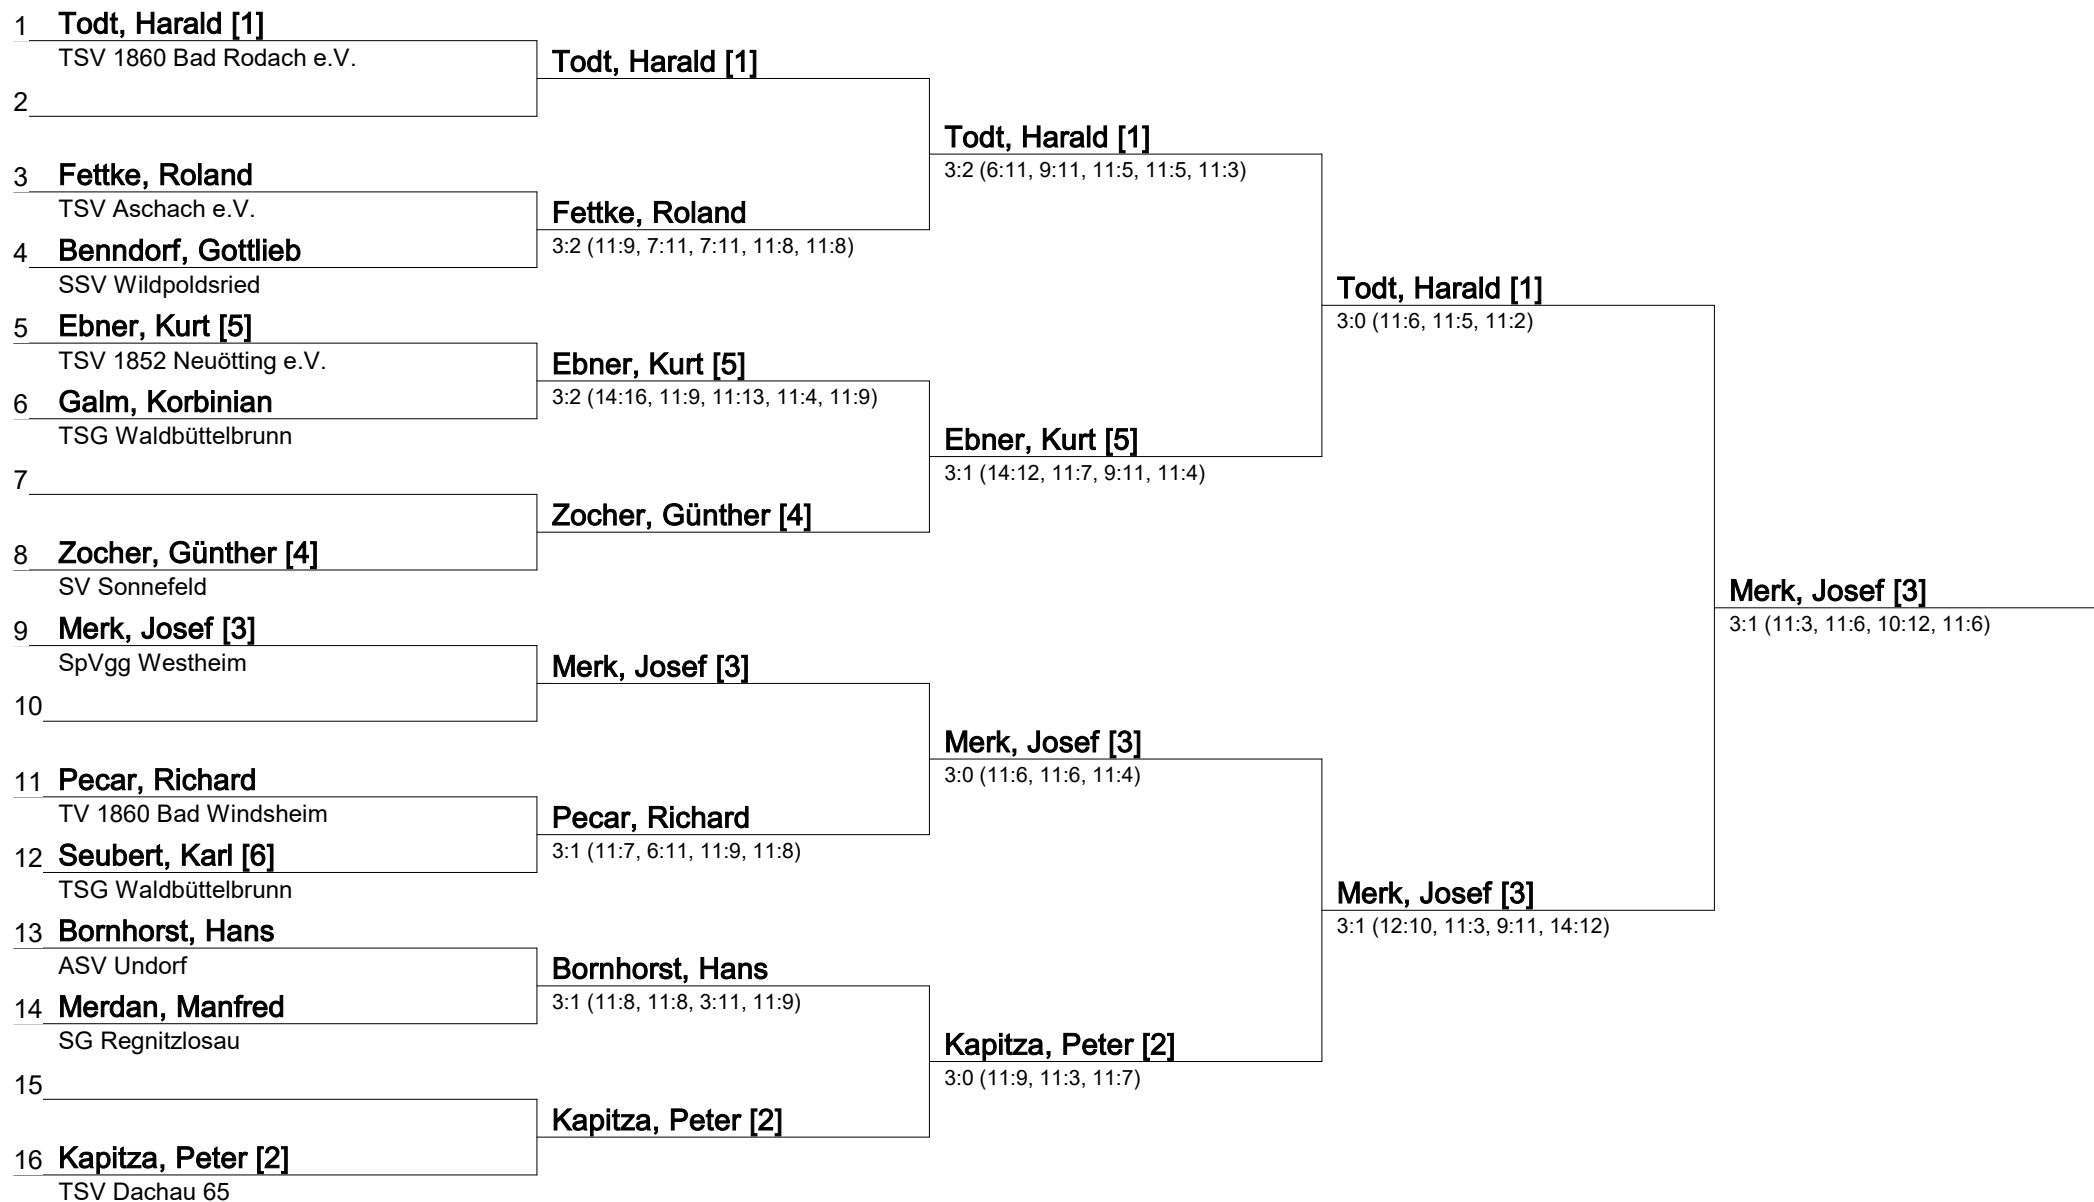 1 Todt, Harald [1]
TSV 1860 Bad Rodach e.V.
Todt, Harald [1]
2
Todt, Harald [1]
3:2 (6:11, 9:11, 11:5, 11:5, 11:3)
3 Fettke, Roland
TSV Aschach e.V.
Fettke, Roland
3:2 (11:9, 7:11, 7:11, 11:8, 11:8)
4 Benndorf, Gottlieb
SSV Wildpoldsried
Todt, Harald [1]
3:0 (11:6, 11:5, 11:2)
5 Ebner, Kurt [5]
TSV 1852 Neuötting e.V.
Ebner, Kurt [5]
3:2 (14:16, 11:9, 11:13, 11:4, 11:9)
6 Galm, Korbinian
TSG Waldbüttelbrunn
Ebner, Kurt [5]
3:1 (14:12, 11:7, 9:11, 11:4)
7
Zocher, Günther [4]
8 Zocher, Günther [4]
SV Sonnefeld
Merk, Josef [3]
3:1 (11:3, 11:6, 10:12, 11:6)
9 Merk, Josef [3]
SpVgg Westheim
Merk, Josef [3]
10
Merk, Josef [3]
3:0 (11:6, 11:6, 11:4)
11 Pecar, Richard
TV 1860 Bad Windsheim
Pecar, Richard
3:1 (11:7, 6:11, 11:9, 11:8)
12 Seubert, Karl [6]
TSG Waldbüttelbrunn
Merk, Josef [3]
3:1 (12:10, 11:3, 9:11, 14:12)
13 Bornhorst, Hans
ASV Undorf
Bornhorst, Hans
3:1 (11:8, 11:8, 3:11, 11:9)
14 Merdan, Manfred
SG Regnitzlosau
Kapitza, Peter [2]
3:0 (11:9, 11:3, 11:7)
15
Kapitza, Peter [2]
16 Kapitza, Peter [2]
TSV Dachau 65